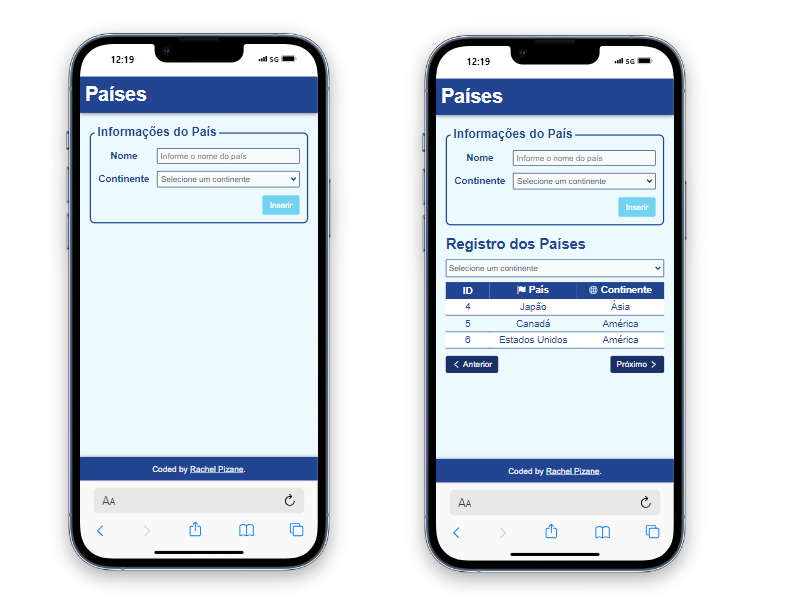 12:19
5G
Países
Informações do País
Nome
Informe o nome do país
Continente
Selecione um continente
Inserir
Coded by Rachel Pizane.
AA
12:19
5G
Países
Informações do País
Nome
Informe o nome do país
Continente
Selecione um continente
Inserir
Registro dos Países
Selecione um continente
ID País Continente
4 Japão Ásia
5 Canadá América
6 Estados Unidos América
Anterior Próximo
Coded by Rachel Pizane.
AA